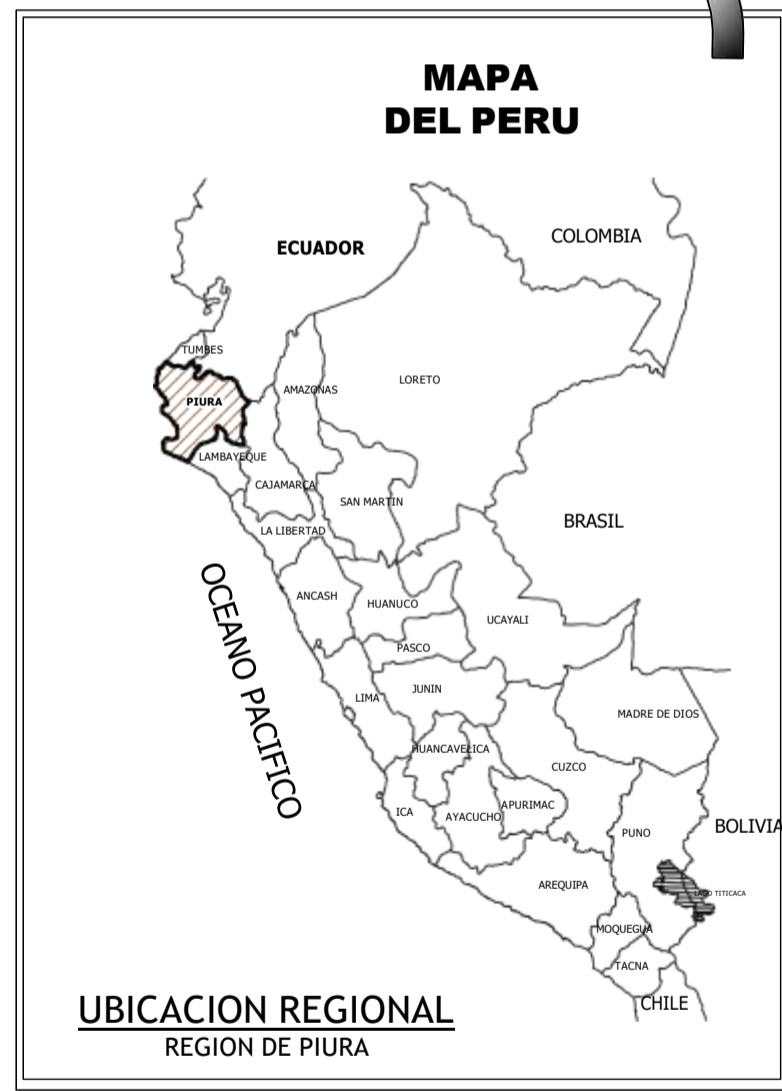 MAPA
DEL PERU
COLOMBIA
ECUADOR
TUMBES
LORETO
AMAZONAS
PIURA
LAMBAYEQUE
CAJAMARCA
SAN MARTIN
BRASIL
LA LIBERTAD
OCEANO PACIFICO
ANCASH
HUANUCO
UCAYALI
PASCO
JUNIN
LIMA
MADRE DE DIOS
HUANCAVELICA
CUZCO
APURIMAC
ICA
AYACUCHO
PUNO
BOLIVIA
AREQUIPA
LAGO TITICACA
MOQUEGUA
TACNA
CHILE
UBICACION REGIONAL
REGION DE PIURA